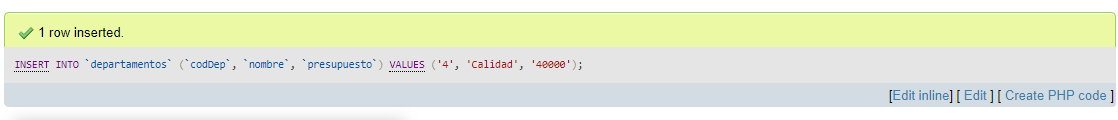 1 row inserted.
INSERT INTO `departamentos` (`codDep`, `nombre`, `presupuesto`) VALUES ('4', 'Calidad', '40000');
[Edit inline] [ Edit ] [ Create PHP code ]